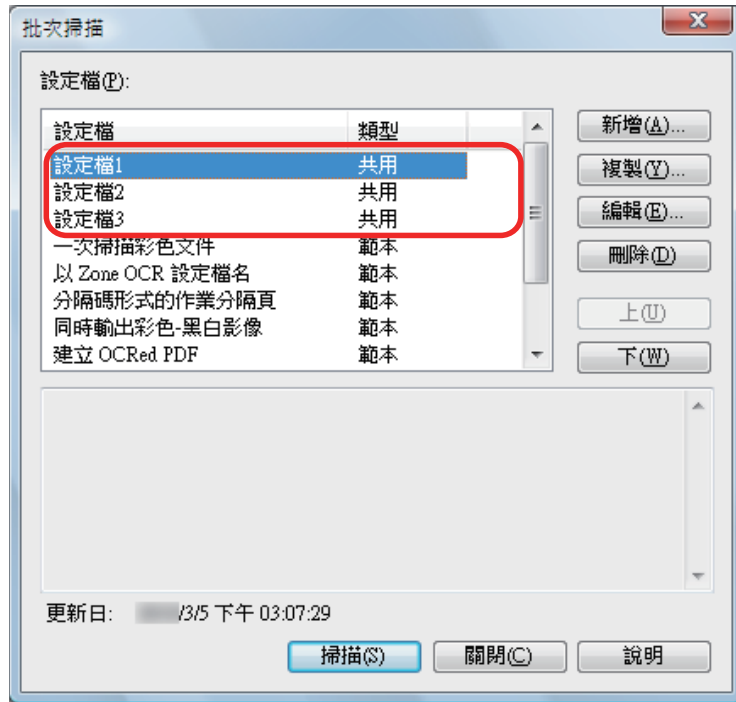 批次掃描
設定檔(P):
設定檔 類型
設定檔1 共用
設定檔2 共用
設定檔3 共用
一次掃描彩色文件 範本
以 Zone OCR 設定檔名 範本
分隔碼形式的作業分隔頁 範本
同時輸出彩色-黑白影像 範本
建立 OCRed PDF 範本
新增(A)...
複製(Y)...
編輯(E)...
刪除(D)
上(U)
下(W)
更新日: /3/5 下午 03:07:29
掃描(S) 關閉(C) 說明